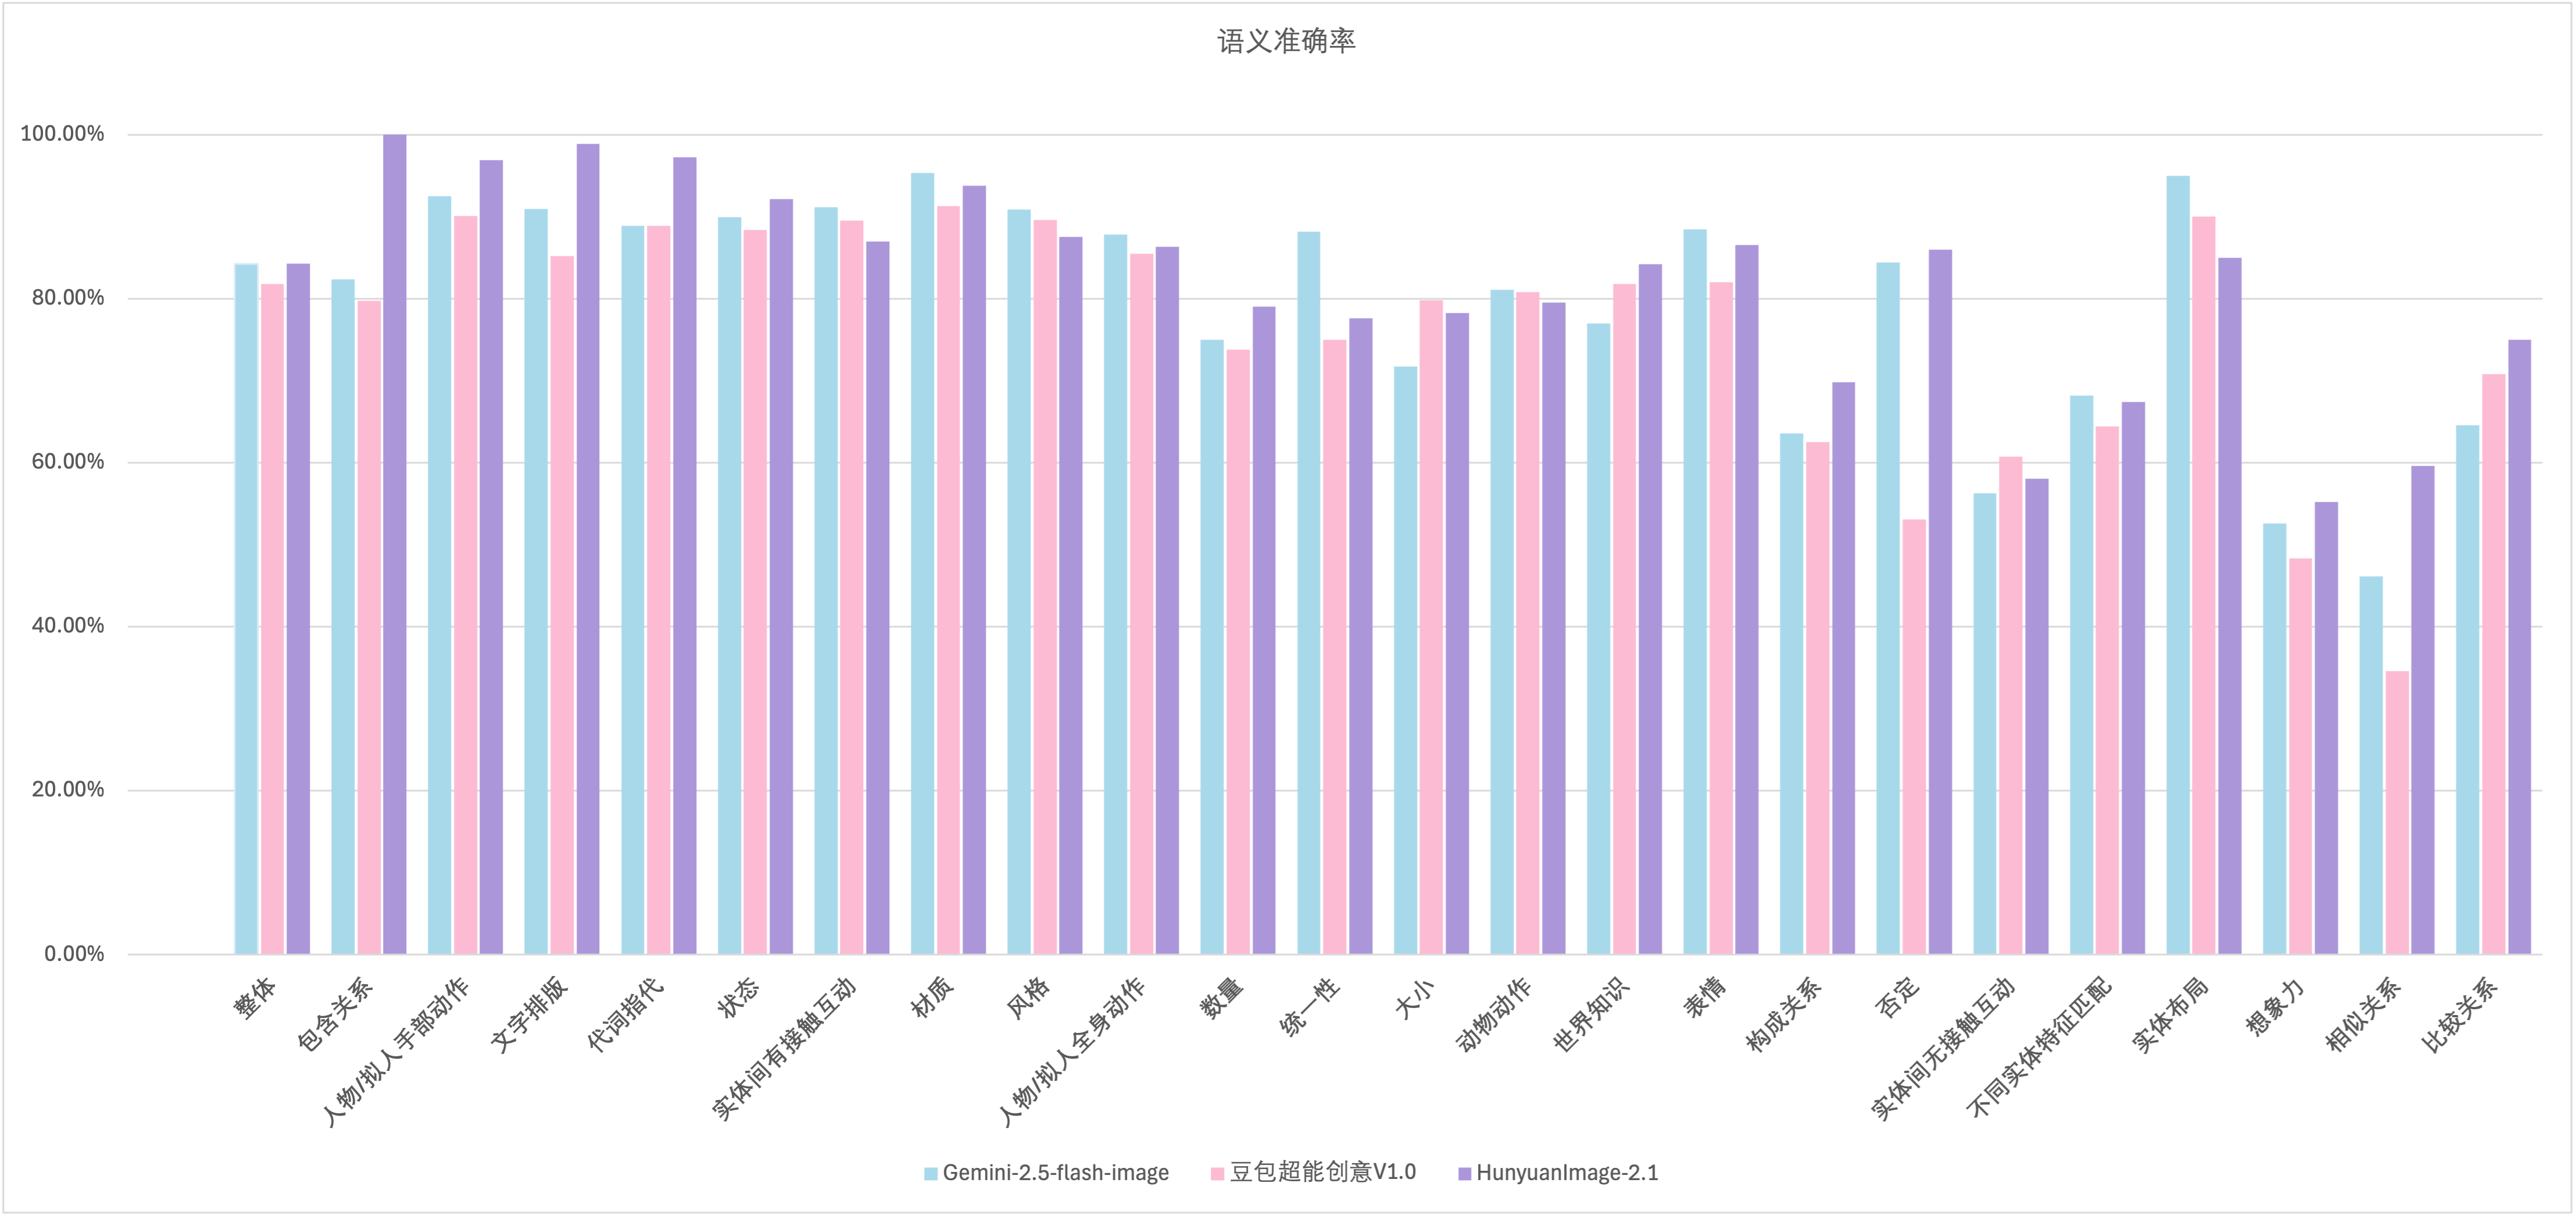 语义准确率
100.00%
80.00%
60.00%
40.00%
20.00%
0.00%
整体
包含关系
人物/拟人手部动作
文字排版
代词指代
状态
实体间有接触互动
材质
风格
人物/拟人全身动作
数量
统一性
大小
动物动作
世界知识
表情
构成关系
否定
实体间无接触互动
不同实体特征匹配
实体布局
想象力
相似关系
比较关系
Gemini-2.5-flash-image 豆包超能创意V1.0 HunyuanImage-2.1